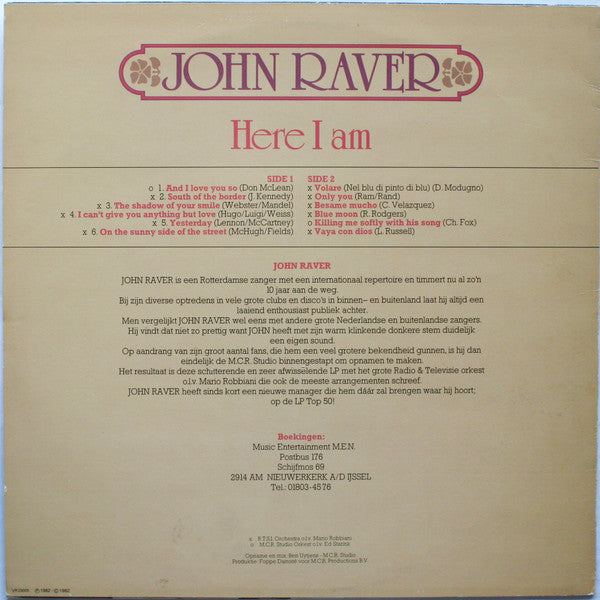 JOHN RAVER
Here I am
SIDE 1
o 1. And I love you so (Don McLean)
x 2. South of the border (J. Kennedy)
x 3. The shadow of your smile (Webster/Mandel)
x 4. I can't give you anything but love (Hugo/Luigi/Weiss)
x 5. Yesterday (Lennon/McCartney)
x 6. On the sunny side of the street (McHugh/Fields)
SIDE 2
x Volare (Nel blu di pinto di blu) (D. Modugno)
x Only you (Ram/Rand)
x Besame mucho (C. Velazquez)
x Blue moon (R. Rodgers)
o Killing me softly with his song (Ch. Fox)
x Vaya con dios (L. Russell)
JOHN RAVER
JOHN RAVER is een Rotterdamse zanger met een internationaal repertoire en timmert nu al zo'n
10 jaar aan de weg.
Bij zijn diverse optredens in vele grote clubs en disco's in binnen– en buitenland laat hij altijd een
laaiend enthousiast publiek achter.
Men vergelijkt JOHN RAVER wel eens met andere grote Nederlandse en buitenlandse zangers.
Hij vindt dat niet zo prettig want JOHN heeft met zijn warm klinkende donkere stem duidelijk
een eigen sound.
Op aandrang van zijn groot aantal fans, die hem een veel grotere bekendheid gunnen, is hij dan
eindelijk de M.C.R. Studio binnengestapt om opnamen te maken.
Het resultaat is deze schitterende en zeer afwisselende LP met het grote Radio & Televisie orkest
o.l.v. Mario Robbiani die ook de meeste arrangementen schreef.
JOHN RAVER heeft sinds kort een nieuwe manager die hem dáár zal brengen waar hij hoort;
op de LP Top 50!
Boekingen:
Music Entertainment M.E.N.
Postbus 176
Schijfmos 69
2914 AM NIEUWERKERK A/D IJSSEL
Tel.: 01803-4576
x R.T.S.I. Orchestra o.l.v. Mario Robbiani
o M.C.R. Studio Orkest o.l.v. Ed Starink
Opname en mix: Ben Uytjens - M.C.R. Studio
Produktie: Foppe Damsté voor M.C.R. Productions B.V.
℗ 1982 - © 1982